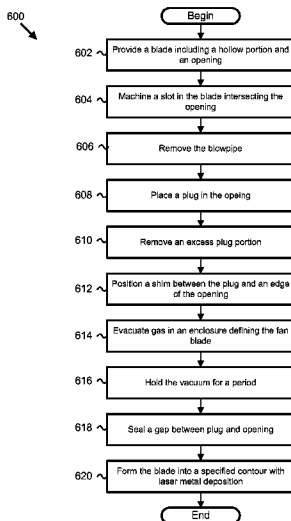 600
Begin
602
Provide a blade including a hollow portion and
an opening
604
Machine a slot in the blade intersecting the
opening
606
Remove the blowpipe
608
Place a plug in the opeing
610
Remove an excess plug portion
612
Position a shim between the plug and an edge
of the opening
614
Evacuate gas in an enclosure defining the fan
blade
616
Hold the vacuum for a period
618
Seal a gap between plug and opening
620
Form the blade into a specified contour with
laser metal deposition
End